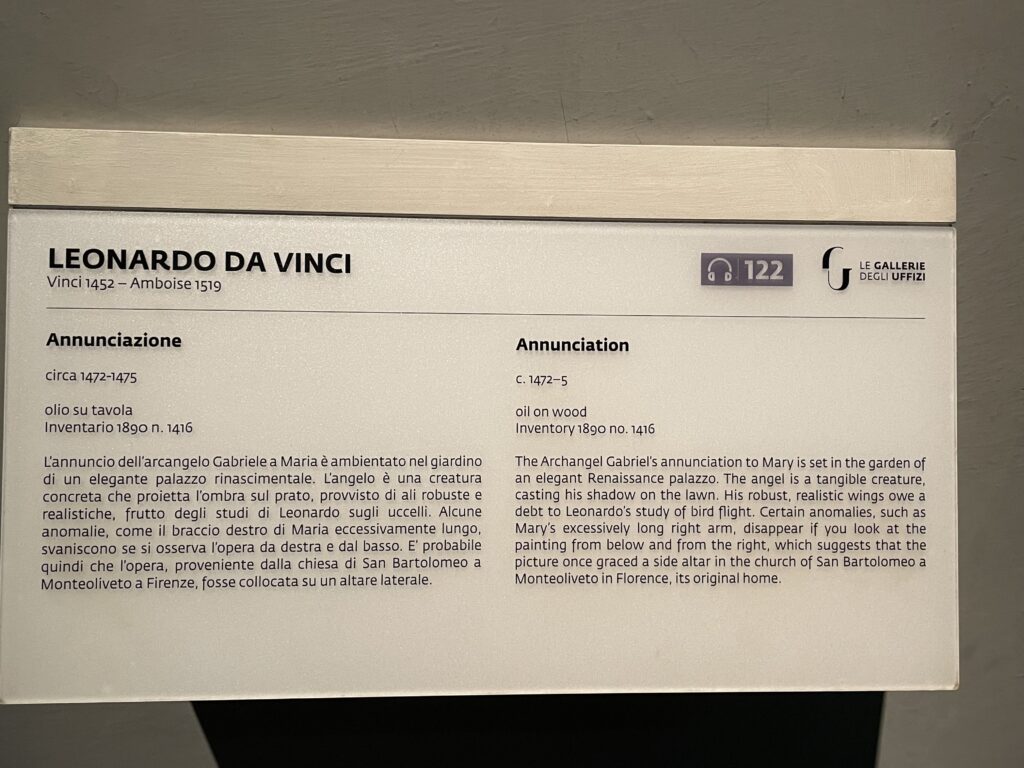 LEONARDO DA VINCI
Vinci 1452 – Amboise 1519
122
LE GALLERIE
DEGLI UFFIZI
Annunciazione
circa 1472-1475
olio su tavola
Inventario 1890 n. 1416
L'annuncio dell'arcangelo Gabriele a Maria è ambientato nel giardino
di un elegante palazzo rinascimentale. L'angelo è una creatura
concreta che proietta l'ombra sul prato, provvisto di ali robuste e
realistiche, frutto degli studi di Leonardo sugli uccelli. Alcune
anomalie, come il braccio destro di Maria eccessivamente lungo,
svaniscono se si osserva l'opera da destra e dal basso. E' probabile
quindi che l'opera, proveniente dalla chiesa di San Bartolomeo a
Monteoliveto a Firenze, fosse collocata su un altare laterale.
Annunciation
c. 1472–5
oil on wood
Inventory 1890 no. 1416
The Archangel Gabriel's annunciation to Mary is set in the garden of
an elegant Renaissance palazzo. The angel is a tangible creature,
casting his shadow on the lawn. His robust, realistic wings owe a
debt to Leonardo's study of bird flight. Certain anomalies, such as
Mary's excessively long right arm, disappear if you look at the
painting from below and from the right, which suggests that the
picture once graced a side altar in the church of San Bartolomeo a
Monteoliveto in Florence, its original home.